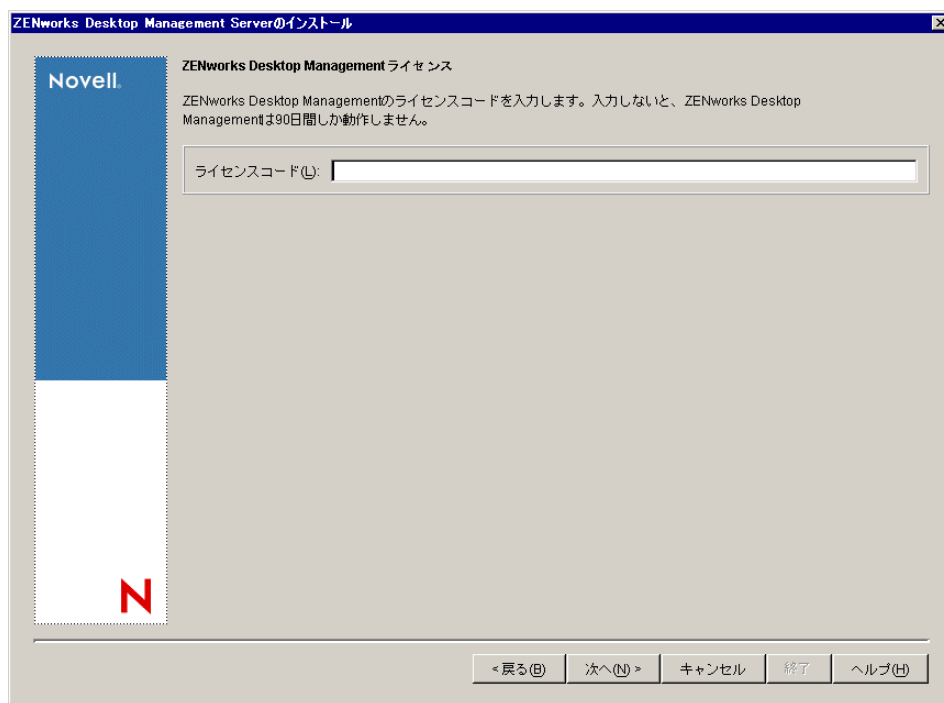 ZENworks Desktop Management Serverのインストール
Novell.
ZENworks Desktop Managementライセンス
ZENworks Desktop Managementのライセンスコードを入力します。入力しないと、ZENworks Desktop
Managementは90日間しか動作しません。
ライセンスコード(L):
N
<戻る(B)
次へ(N) >
キャンセル
終了
ヘルプ(H)